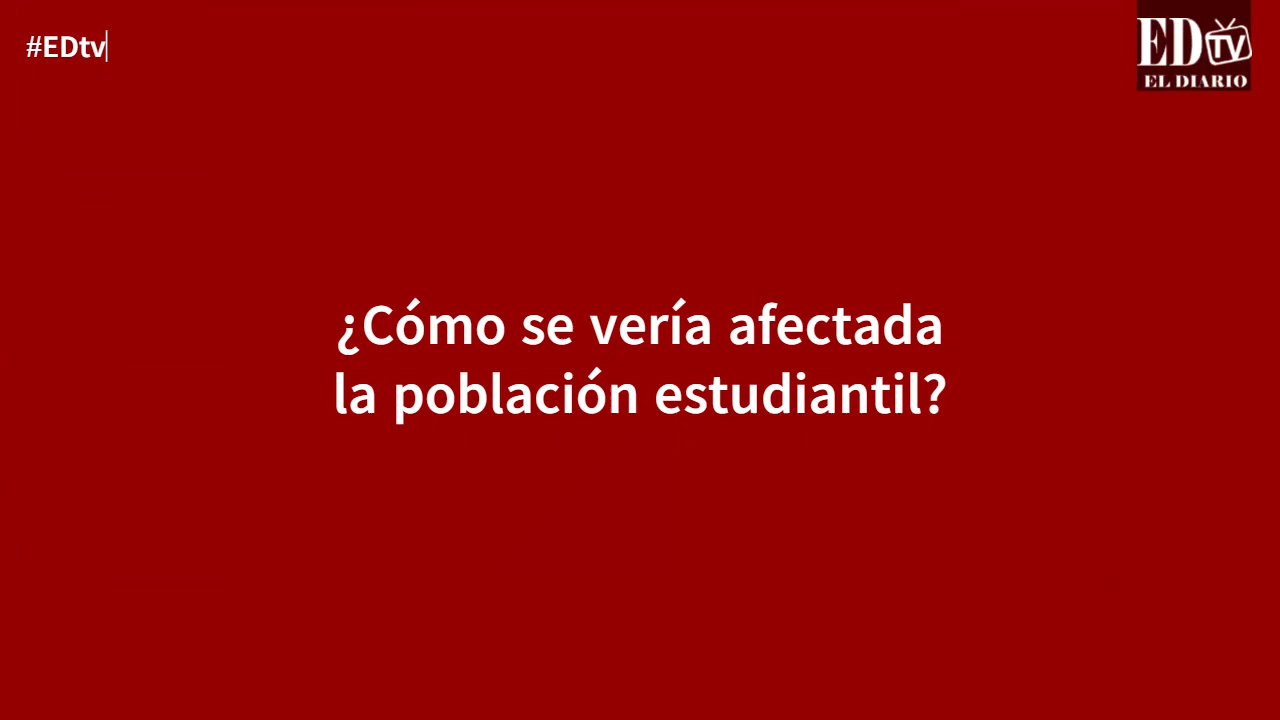 #EDtv
ED TV
EL DIARIO
¿Cómo se vería afectada
la población estudiantil?